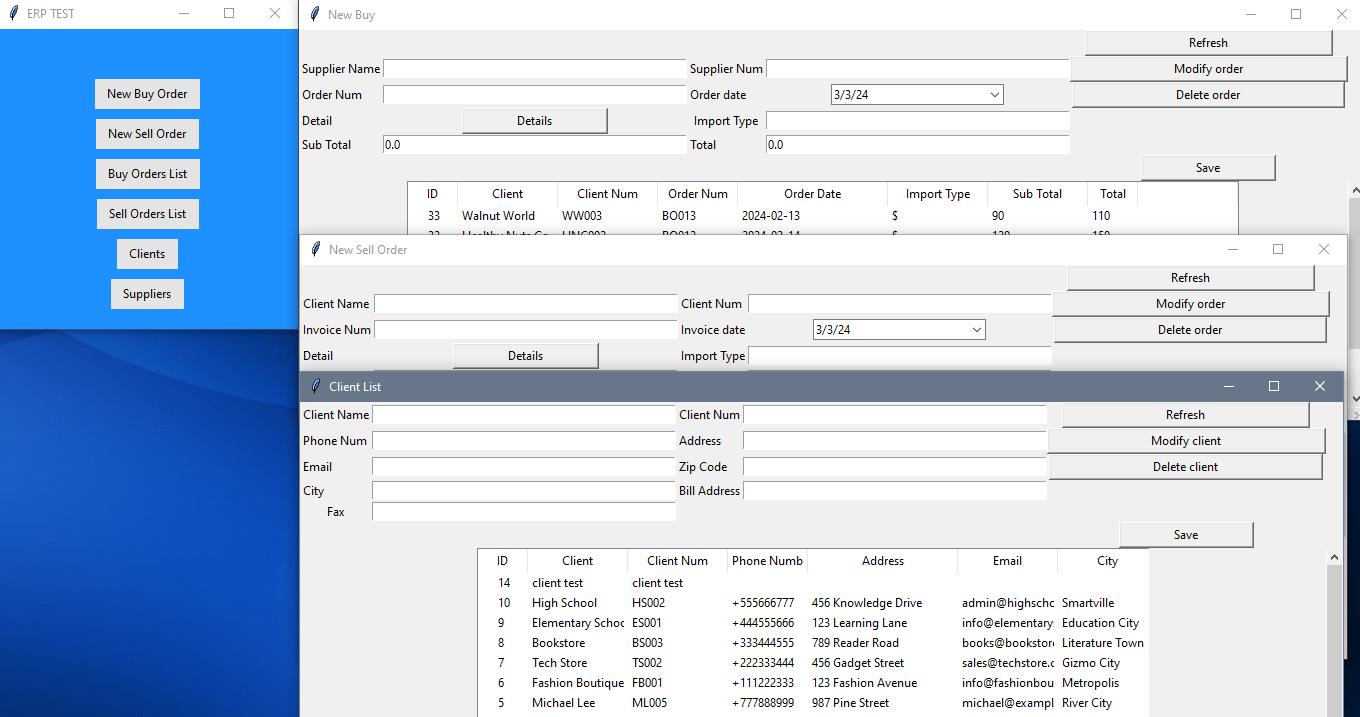 ERP TEST
New Buy Order
New Sell Order
Buy Orders List
Sell Orders List
Clients
Suppliers
New Buy
Refresh
Supplier Name Supplier Num Modify order
Order Num Order date 3/3/24 Delete order
Detail Details Import Type
Sub Total 0.0 Total 0.0
Save
ID Client Client Num Order Num Order Date Import Type Sub Total Total
33 Walnut World WW003 BO013 2024-02-13 $ 90 110
New Sell Order
Refresh
Client Name Client Num Modify order
Invoice Num Invoice date 3/3/24 Delete order
Detail Details Import Type
Client List
Client Name Client Num Refresh
Phone Num Address Modify client
Email Zip Code Delete client
City Bill Address
Fax
Save
ID Client Client Num Phone Numb Address Email City
14 client test client test
10 High School HS002 +555666777 456 Knowledge Drive admin@highscho Smartville
9 Elementary Schoo ES001 +444555666 123 Learning Lane info@elementary. Education City
8 Bookstore BS003 +333444555 789 Reader Road books@bookstor Literature Town
7 Tech Store TS002 +222333444 456 Gadget Street sales@techstore.c Gizmo City
6 Fashion Boutique FB001 +111222333 123 Fashion Avenue info@fashionbou Metropolis
5 Michael Lee ML005 +777888999 987 Pine Street michael@exampl River City